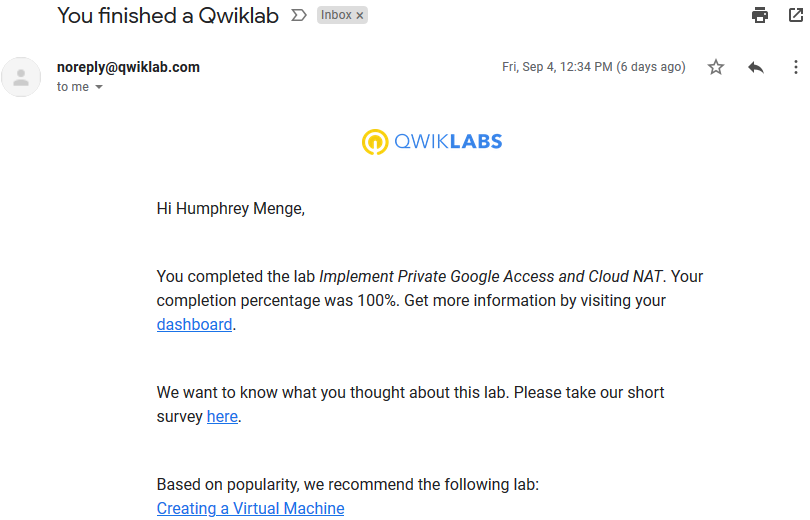 You finished a Qwiklab Inbox ×
noreply@qwiklab.com Fri, Sep 4, 12:34 PM (6 days ago)
to me
QWIKLABS
Hi Humphrey Menge,
You completed the lab Implement Private Google Access and Cloud NAT. Your
completion percentage was 100%. Get more information by visiting your
dashboard.
We want to know what you thought about this lab. Please take our short
survey here.
Based on popularity, we recommend the following lab:
Creating a Virtual Machine